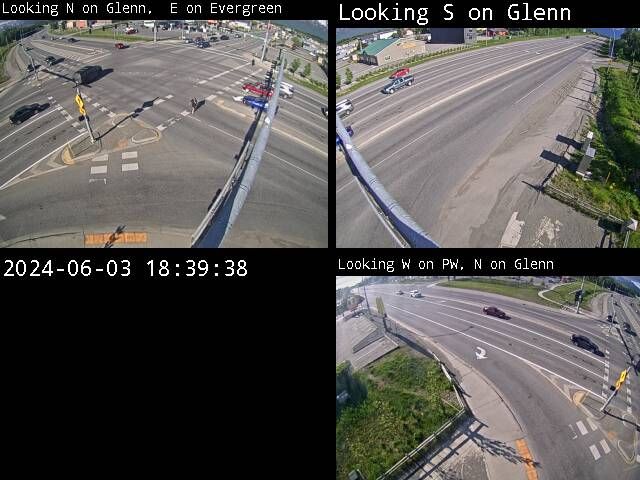 Looking N on Glenn,  E on Evergreen
Looking S on Glenn
2024-06-03 18:39:38
Looking W on PW, N on Glenn